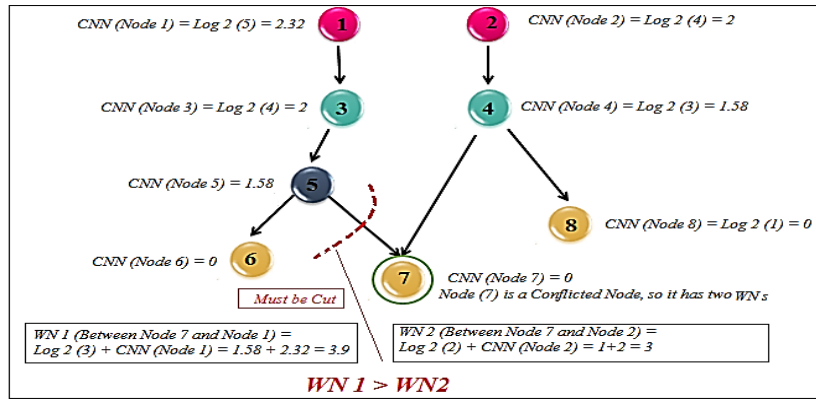 CNN (Node 1) = Log 2 (5) = 2.32
1
2
CNN (Node 2) = Log 2 (4) = 2
CNN (Node 3) = Log 2 (4) = 2
3
4
CNN (Node 4) = Log 2 (3) = 1.58
CNN (Node 5) = 1.58
5
8
CNN (Node 8) = Log 2 (1) = 0
CNN (Node 6) = 0
6
7
CNN (Node 7) = 0
Node (7) is a Conflicted Node, so it has two WN s
Must be Cut
WN 1 (Between Node 7 and Node 1) =
Log 2 (3) + CNN (Node 1) = 1.58 + 2.32 = 3.9
WN 2 (Between Node 7 and Node 2) =
Log 2 (2) + CNN (Node 2) = 1+2 = 3
WN 1 > WN2